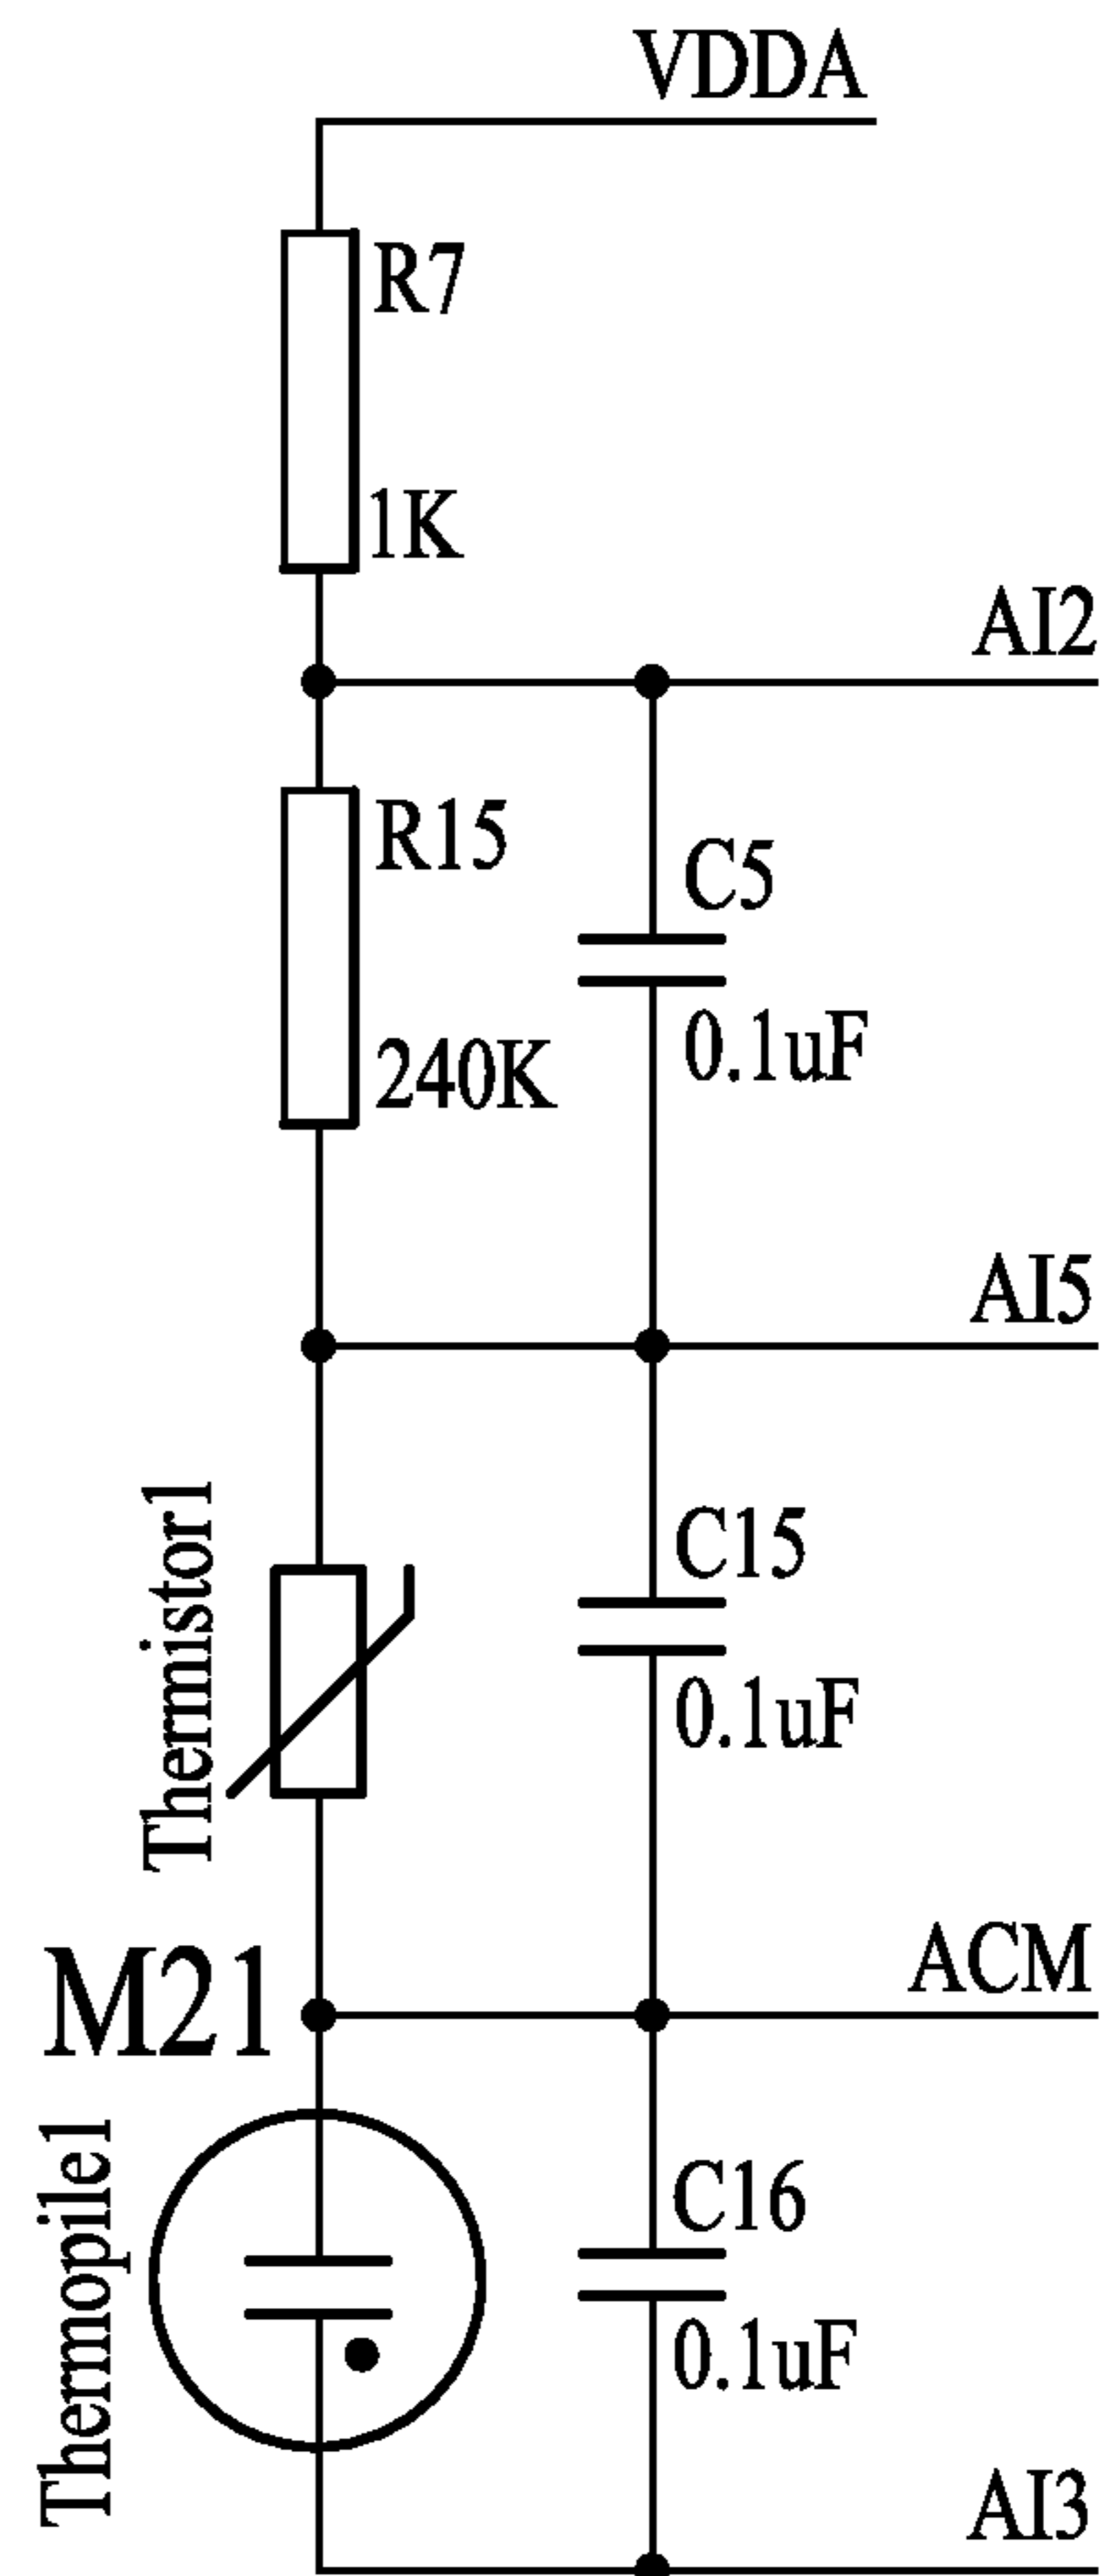 VDDA
R7
1K
AI2
R15
C5
0.1uF
240K
AI5
Thermistor1
C15
0.1uF
ACM
M21
Thermopile1
C16
0.1uF
AI3